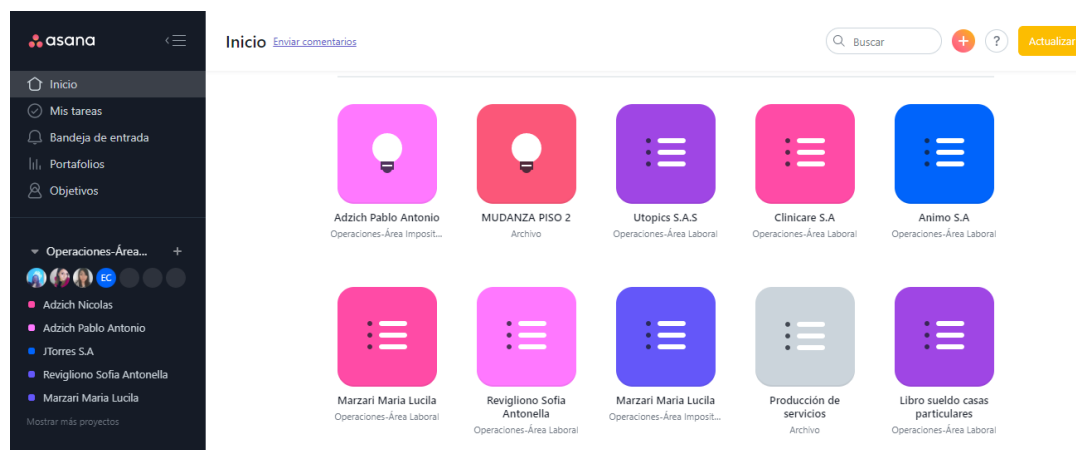 asana
Inicio Enviar comentarios
Buscar
+
?
Actualizar
Inicio
Mis tareas
Bandeja de entrada
Portafolios
Objetivos
Operaciones-Área... +
EC
Adzich Nicolas
Adzich Pablo Antonio
JTorres S.A
Revigliono Sofia Antonella
Marzari Maria Lucila
Mostrar más proyectos
Adzich Pablo Antonio
Operaciones-Área Imposit...
MUDANZA PISO 2
Archivo
Utopics S.A.S
Operaciones-Área Laboral
Clinicare S.A
Operaciones-Área Laboral
Animo S.A
Operaciones-Área Laboral
Marzari Maria Lucila
Operaciones-Área Laboral
Revigliono Sofia
Antonella
Operaciones-Área Laboral
Marzari Maria Lucila
Operaciones-Área Imposit...
Producción de
servicios
Archivo
Libro sueldo casas
particulares
Operaciones-Área Laboral